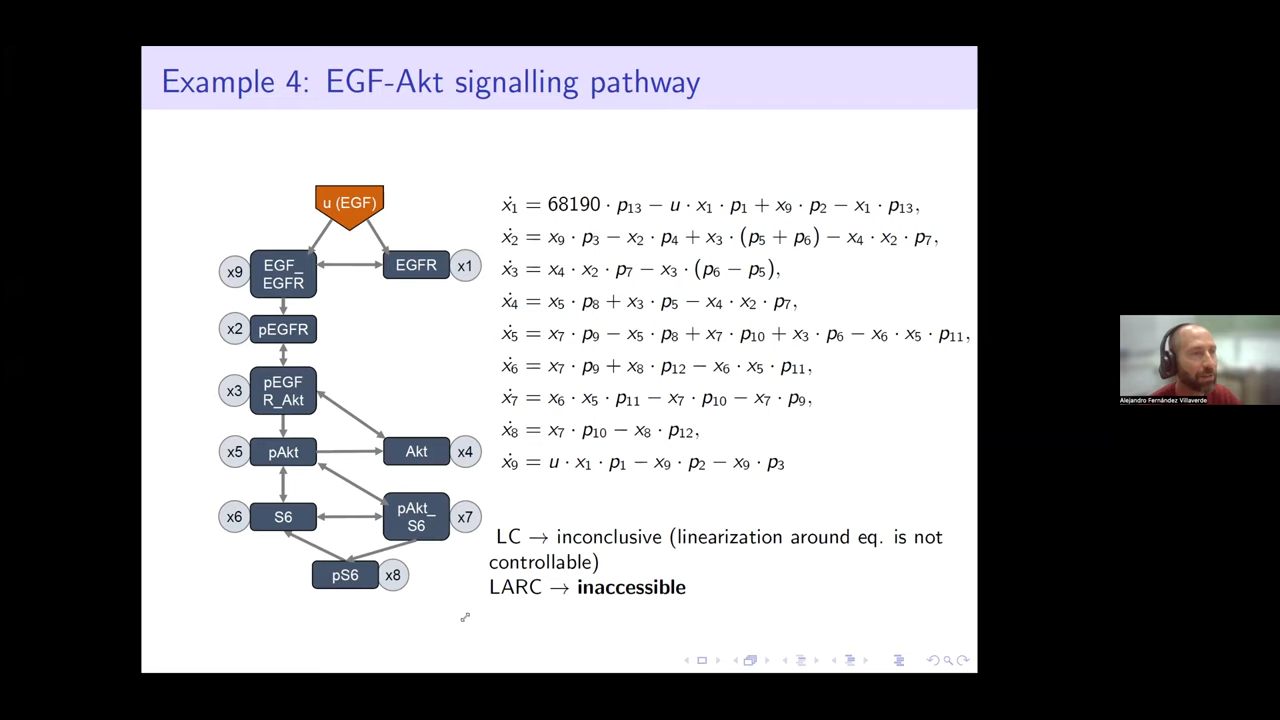 Example 4: EGF-Akt signalling pathway
u (EGF)
x9
EGF_
EGFR
EGFR
x1
x2
pEGFR
x3
pEGF
R_Akt
x5
pAkt
Akt
x4
x6
S6
pAkt_
S6
x7
pS6
x8
ẋ₁ = 68190 · p₁₃ − u · x₁ · p₁ + x₉ · p₂ − x₁ · p₁₃,
ẋ₂ = x₉ · p₃ − x₂ · p₄ + x₃ · (p₅ + p₆) − x₄ · x₂ · p₇,
ẋ₃ = x₄ · x₂ · p₇ − x₃ · (p₆ − p₅),
ẋ₄ = x₅ · p₈ + x₃ · p₅ − x₄ · x₂ · p₇,
ẋ₅ = x₇ · p₉ − x₅ · p₈ + x₇ · p₁₀ + x₃ · p₆ − x₆ · x₅ · p₁₁,
ẋ₆ = x₇ · p₉ + x₈ · p₁₂ − x₆ · x₅ · p₁₁,
ẋ₇ = x₆ · x₅ · p₁₁ − x₇ · p₁₀ − x₇ · p₉,
ẋ₈ = x₇ · p₁₀ − x₈ · p₁₂,
ẋ₉ = u · x₁ · p₁ − x₉ · p₂ − x₉ · p₃
LC → inconclusive (linearization around eq. is not
controllable)
LARC → inaccessible
Alejandro Fernández Villaverde